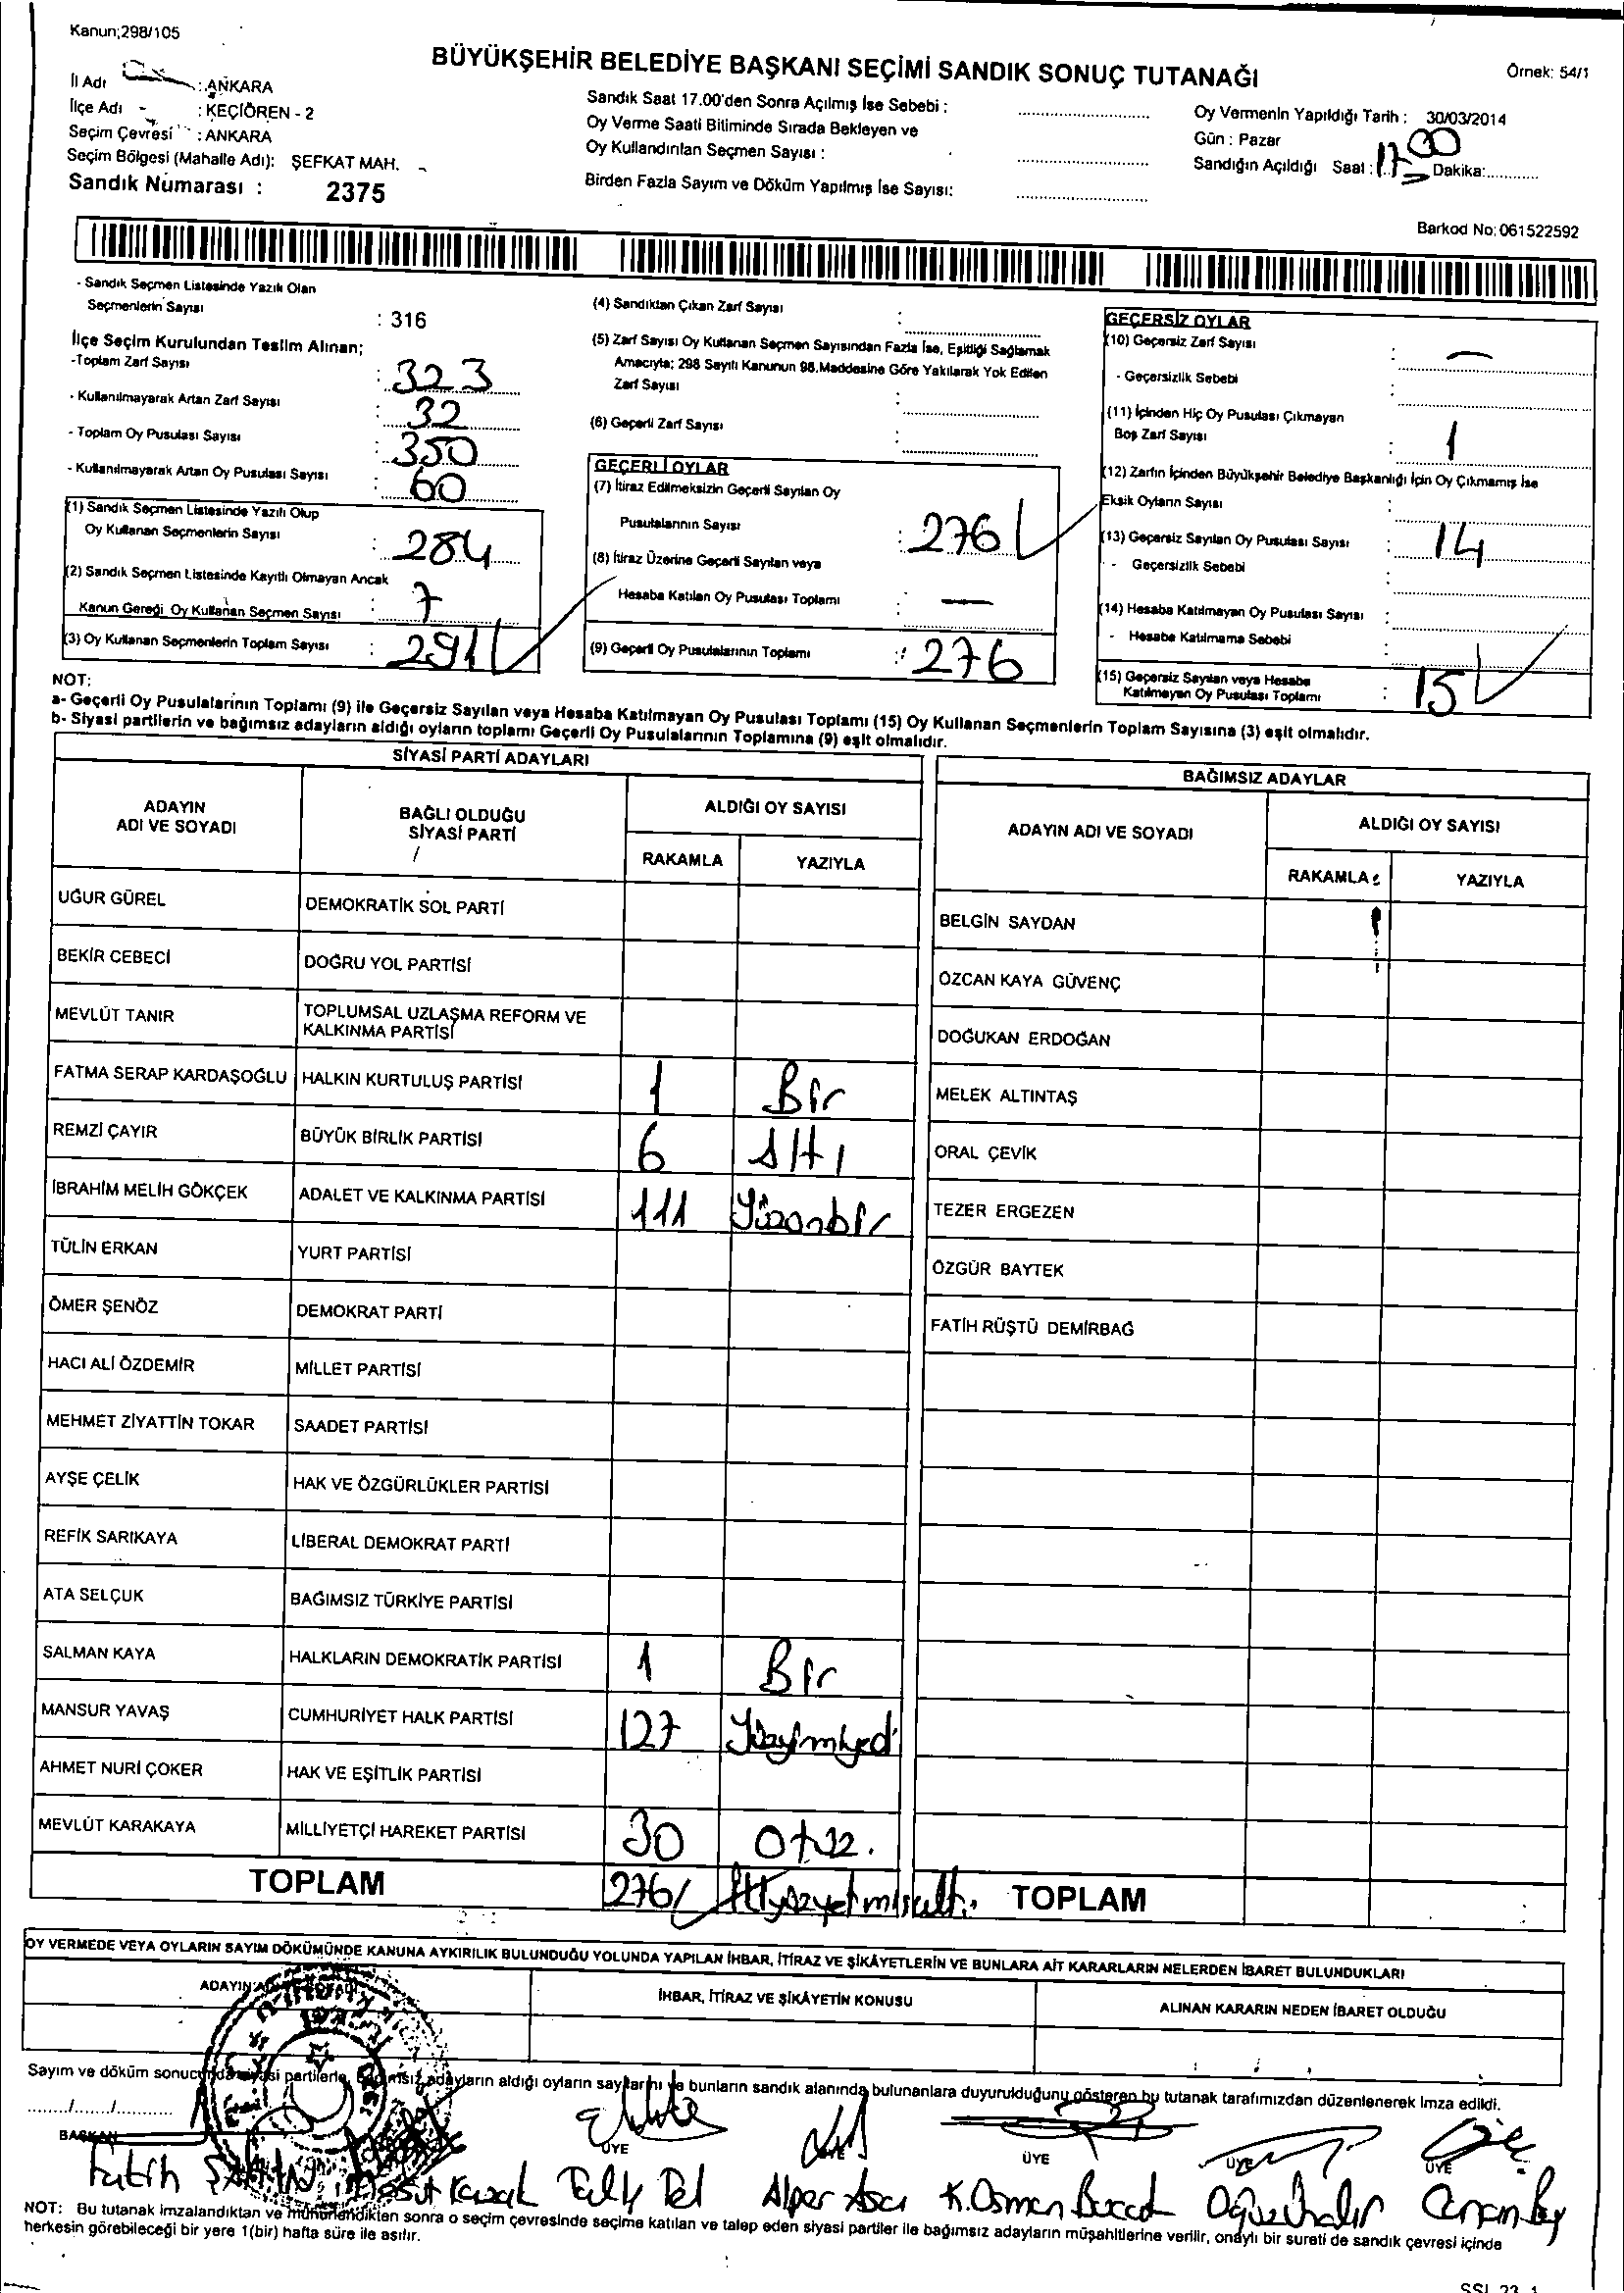 Kanun;298/105
BÜYÜKŞEHİR BELEDİYE BAŞKANI SEÇİMİ SANDIK SONUÇ TUTANAĞI
Örnek: 54/1
İl Adı : ANKARA
İlçe Adı : KEÇİÖREN - 2
Seçim Çevresi : ANKARA
Seçim Bölgesi (Mahalle Adı): ŞEFKAT MAH.
Sandık Numarası : 2375
Sandık Saat 17.00'den Sonra Açılmış İse Sebebi :
Oy Verme Saati Bitiminde Sırada Bekleyen ve
Oy Kullandırılan Seçmen Sayısı :
Birden Fazla Sayım ve Döküm Yapılmış İse Sayısı:
Oy Vermenin Yapıldığı Tarih : 30/03/2014
Gün : Pazar
Sandığın Açıldığı Saat : 17 Dakika: 00
Barkod No: 061522592
- Sandık Seçmen Listesinde Yazılı Olan
Seçmenlerin Sayısı : 316
İlçe Seçim Kurulundan Teslim Alınan;
-Toplam Zarf Sayısı : 323
- Kullanılmayarak Artan Zarf Sayısı : 32
- Toplam Oy Pusulası Sayısı : 350
- Kullanılmayarak Artan Oy Pusulası Sayısı : 60
(1) Sandık Seçmen Listesinde Yazılı Olup
Oy Kullanan Seçmenlerin Sayısı : 284
(2) Sandık Seçmen Listesinde Kayıtlı Olmayan Ancak
Kanun Gereği Oy Kullanan Seçmen Sayısı : 7
(3) Oy Kullanan Seçmenlerin Toplam Sayısı : 291
(4) Sandıktan Çıkan Zarf Sayısı :
(5) Zarf Sayısı Oy Kullanan Seçmen Sayısından Fazla İse, Eşitliği Sağlamak
Amacıyla; 298 Sayılı Kanunun 98.Maddesine Göre Yakılarak Yok Edilen
Zarf Sayısı :
(6) Geçerli Zarf Sayısı :
GEÇERLİ OYLAR
(7) İtiraz Edilmeksizin Geçerli Sayılan Oy
Pusulalarının Sayısı : 276
(8) İtiraz Üzerine Geçerli Sayılan veya
Hesaba Katılan Oy Pusulası Toplamı : —
(9) Geçerli Oy Pusulalarının Toplamı : 276
GEÇERSİZ OYLAR
(10) Geçersiz Zarf Sayısı : —
- Geçersizlik Sebebi
(11) İçinden Hiç Oy Pusulası Çıkmayan
Boş Zarf Sayısı : 1
(12) Zarfın İçinden Büyükşehir Belediye Başkanlığı İçin Oy Çıkmamış İse
Eksik Oyların Sayısı :
(13) Geçersiz Sayılan Oy Pusulası Sayısı : 14
- Geçersizlik Sebebi :
(14) Hesaba Katılmayan Oy Pusulası Sayısı :
- Hesaba Katılmama Sebebi :
(15) Geçersiz Sayılan veya Hesaba
Katılmayan Oy Pusulası Toplamı : 15
NOT:
a- Geçerli Oy Pusulalarının Toplamı (9) ile Geçersiz Sayılan veya Hesaba Katılmayan Oy Pusulası Toplamı (15) Oy Kullanan Seçmenlerin Toplam Sayısına (3) eşit olmalıdır.
b- Siyasi partilerin ve bağımsız adayların aldığı oyların toplamı Geçerli Oy Pusulalarının Toplamına (9) eşit olmalıdır.
SİYASİ PARTİ ADAYLARI
ADAYIN ADI VE SOYADI
BAĞLI OLDUĞU SİYASİ PARTİ
ALDIĞI OY SAYISI
RAKAMLA YAZIYLA
UĞUR GÜREL DEMOKRATİK SOL PARTİ
BEKİR CEBECİ DOĞRU YOL PARTİSİ
MEVLÜT TANIR TOPLUMSAL UZLAŞMA REFORM VE KALKINMA PARTİSİ
FATMA SERAP KARDAŞOĞLU HALKIN KURTULUŞ PARTİSİ 1 Bir
REMZİ ÇAYIR BÜYÜK BİRLİK PARTİSİ 6 Altı
İBRAHİM MELİH GÖKÇEK ADALET VE KALKINMA PARTİSİ 111 Yüzonbir
TÜLİN ERKAN YURT PARTİSİ
ÖMER ŞENÖZ DEMOKRAT PARTİ
HACI ALİ ÖZDEMİR MİLLET PARTİSİ
MEHMET ZİYATTİN TOKAR SAADET PARTİSİ
AYŞE ÇELİK HAK VE ÖZGÜRLÜKLER PARTİSİ
REFİK SARIKAYA LİBERAL DEMOKRAT PARTİ
ATA SELÇUK BAĞIMSIZ TÜRKİYE PARTİSİ
SALMAN KAYA HALKLARIN DEMOKRATİK PARTİSİ 1 Bir
MANSUR YAVAŞ CUMHURİYET HALK PARTİSİ 127
AHMET NURİ ÇOKER HAK VE EŞİTLİK PARTİSİ
MEVLÜT KARAKAYA MİLLİYETÇİ HAREKET PARTİSİ 30 Otuz.
TOPLAM 276
BAĞIMSIZ ADAYLAR
ADAYIN ADI VE SOYADI
ALDIĞI OY SAYISI
RAKAMLA YAZIYLA
BELGİN SAYDAN
ÖZCAN KAYA GÜVENÇ
DOĞUKAN ERDOĞAN
MELEK ALTINTAŞ
ORAL ÇEVİK
TEZER ERGEZEN
ÖZGÜR BAYTEK
FATİH RÜŞTÜ DEMİRBAĞ
TOPLAM
OY VERMEDE VEYA OYLARIN SAYIM DÖKÜMÜNDE KANUNA AYKIRILIK BULUNDUĞU YOLUNDA YAPILAN İHBAR, İTİRAZ VE ŞİKÂYETLERİN VE BUNLARA AİT KARARLARIN NELERDEN İBARET BULUNDUKLARI
ADAYIN
İHBAR, İTİRAZ VE ŞİKÂYETİN KONUSU
ALINAN KARARIN NEDEN İBARET OLDUĞU
Sayım ve döküm sonucunda siyasi partilerle, bağımsız adayların aldığı oyların sayılarını ve bunların sandık alanında bulunanlara duyurulduğunu gösteren bu tutanak tarafımızdan düzenlenerek imza edildi.
....../....../............
BAŞKAN ÜYE ÜYE ÜYE ÜYE ÜYE
Fatih ŞAHİN Alper K.Osman
NOT: Bu tutanak imzalandıktan ve mühürlendikten sonra o seçim çevresinde seçime katılan ve talep eden siyasi partiler ile bağımsız adayların müşahitlerine verilir, onaylı bir sureti de sandık çevresi içinde
herkesin görebileceği bir yere 1(bir) hafta süre ile asılır.